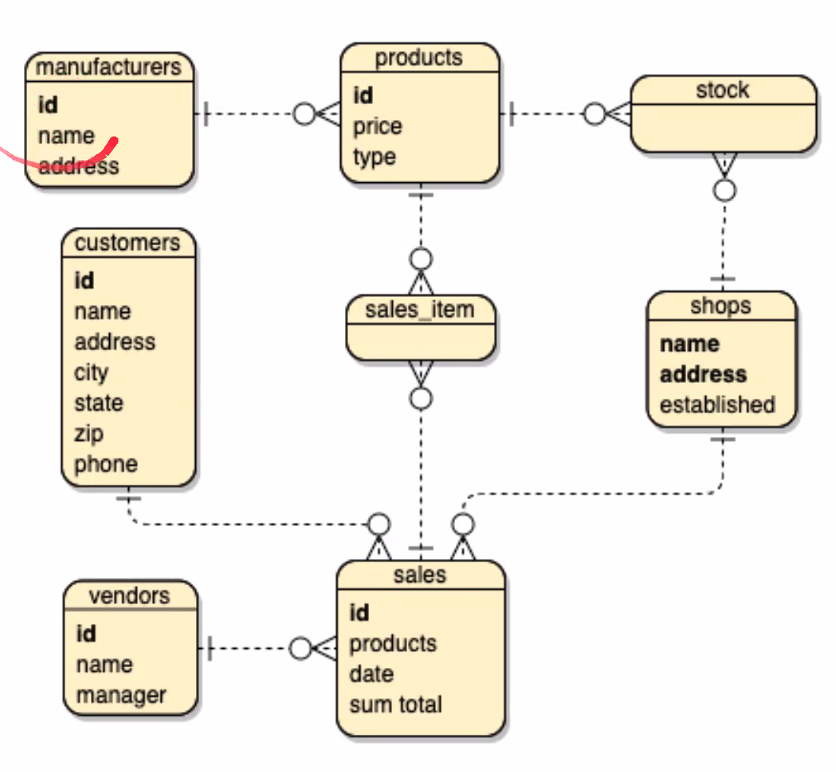 manufacturers
id
name
address
products
id
price
type
stock
customers
id
name
address
city
state
zip
phone
sales_item
shops
name
address
established
vendors
id
name
manager
sales
id
products
date
sum total